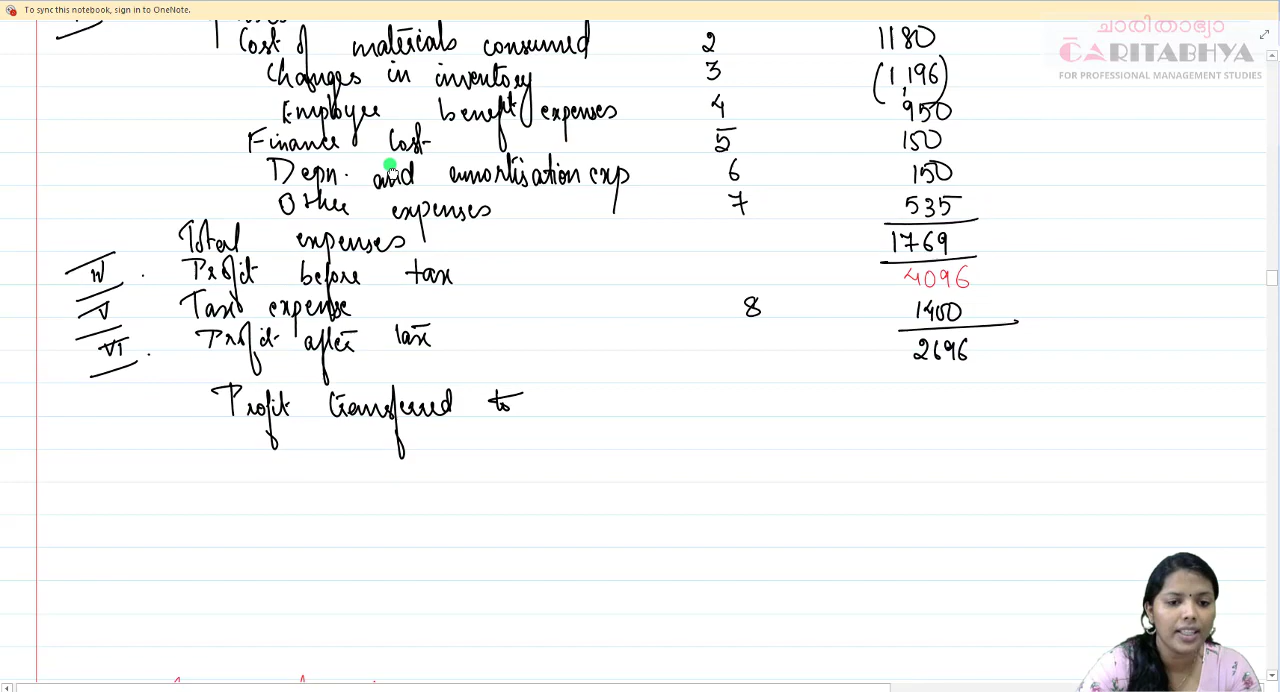 To sync this notebook, sign in to OneNote.
ചാരിതാഭ്യാ
CARITABHYA
FOR PROFESSIONAL MANAGEMENT STUDIES
Cost of materials consumed 2 1180
Changes in inventory 3 (1,196)
Employee benefit expenses 4 950
Finance cost 5 150
Depn. and amortisation exp 6 150
Other expenses 7 535
Total expenses 1769
IV . Profit before tax 4096
V Tax expense 8 1400
VI . Profit after tax 2696
Profit transferred to